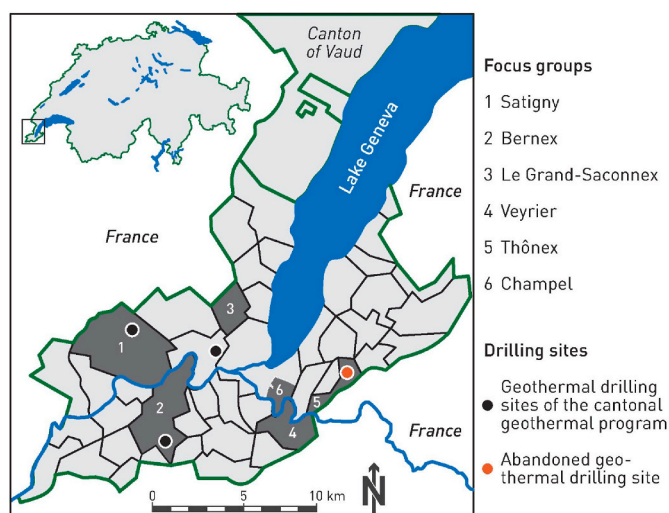 Canton
of Vaud
Lake Geneva
France
France
France
1
2
3
4
5
6
0 5 10 km
N
Focus groups
1 Satigny
2 Bernex
3 Le Grand-Saconnex
4 Veyrier
5 Thônex
6 Champel
Drilling sites
Geothermal drilling
sites of the cantonal
geothermal program
Abandoned geo-
thermal drilling site